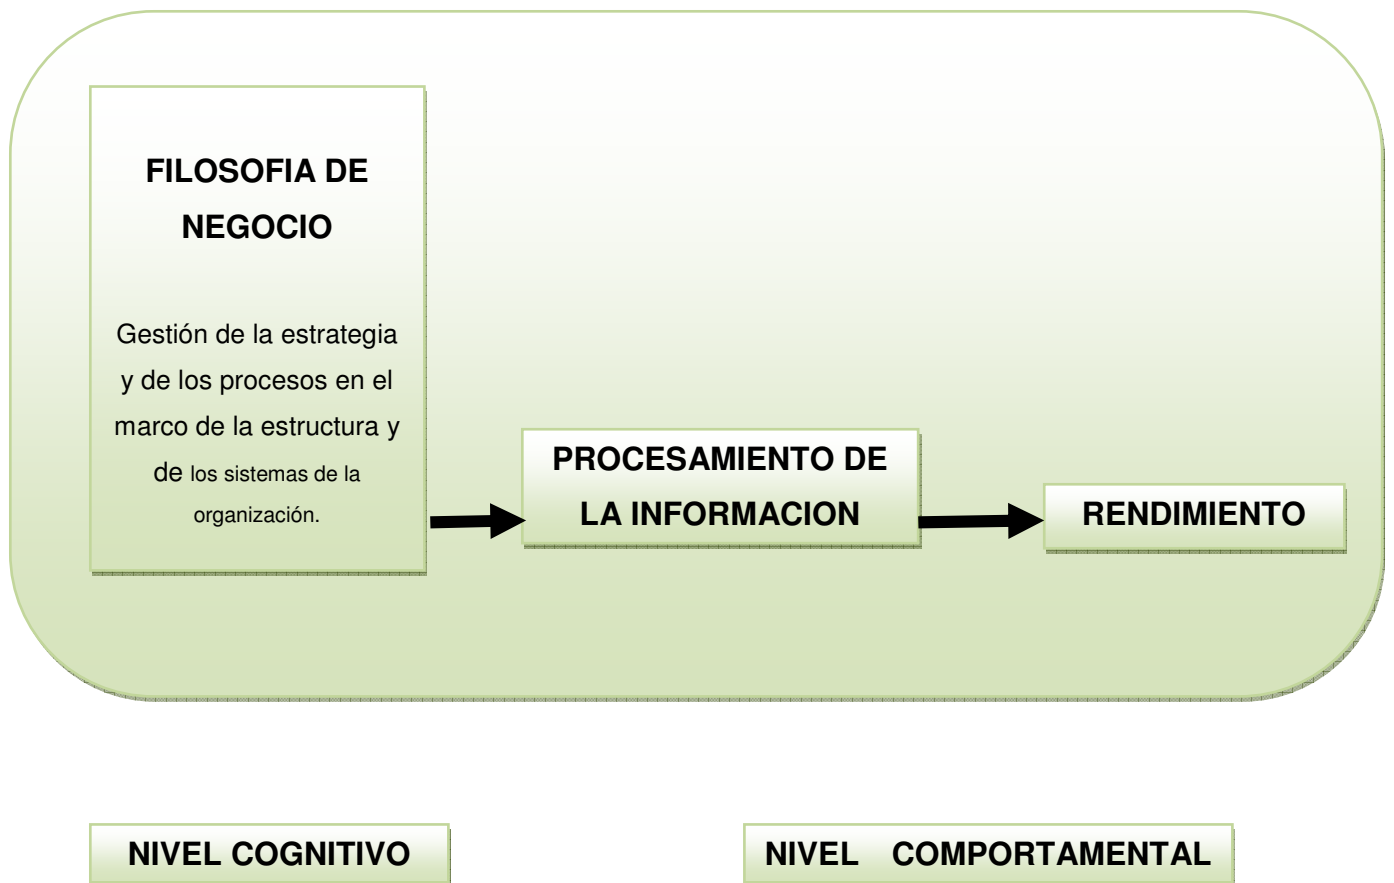 FILOSOFIA DE
NEGOCIO
Gestión de la estrategia
y de los procesos en el
marco de la estructura y
de los sistemas de la
organización.
PROCESAMIENTO DE
LA INFORMACION
RENDIMIENTO
NIVEL COGNITIVO
NIVEL COMPORTAMENTAL